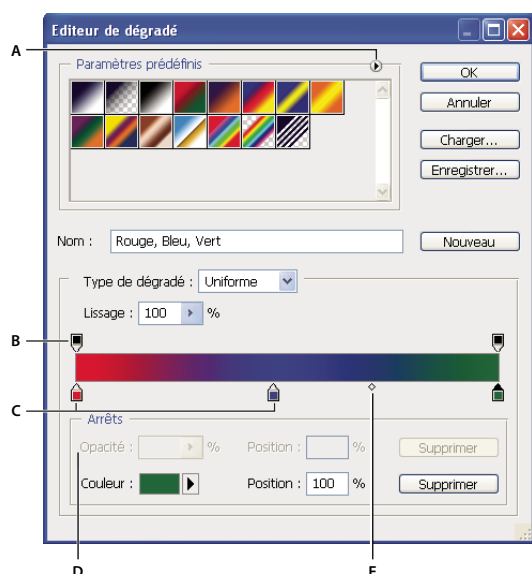 Editeur de dégradé
A
Paramètres prédéfinis
OK
Annuler
Charger...
Enregistrer...
Nom : Rouge, Bleu, Vert
Nouveau
Type de dégradé : Uniforme
Lissage : 100 %
B
C
Arrêts
Opacité : % Position : % Supprimer
Couleur : Position : 100 % Supprimer
D